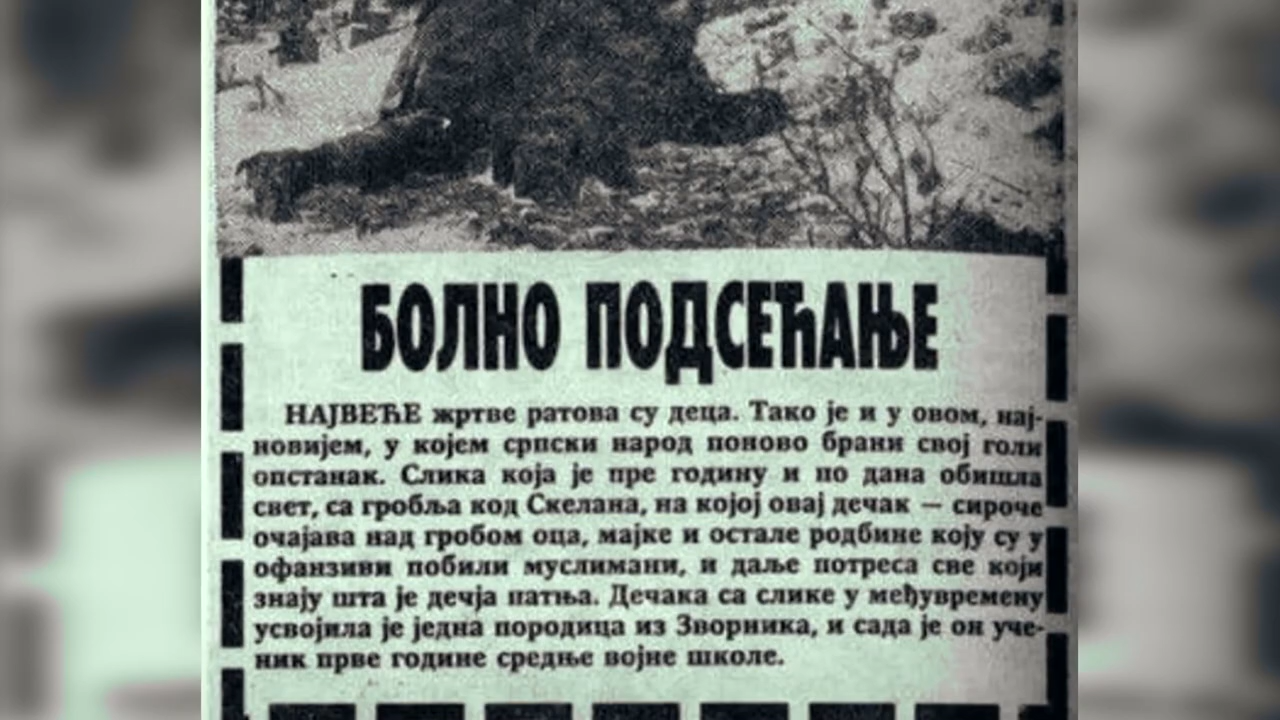 БОЛНО ПОДСЕЋАЊЕ
НАЈВЕЋЕ жртве ратова су деца. Тако је и у овом, нај-
новијем, у којем српски народ поново брани свој голи
опстанак. Слика која је пре годину и по дана обишла
свет, са гробља код Скелана, на којој овај дечак — сироче
очајава над гробом оца, мајке и остале родбине коју су у
офанзиви побили муслимани, и даље потреса све који
знају шта је дечја патња. Дечака са слике у међувремену
усвојила је једна породица из Зворника, и сада је он уче-
ник прве године средње војне школе.